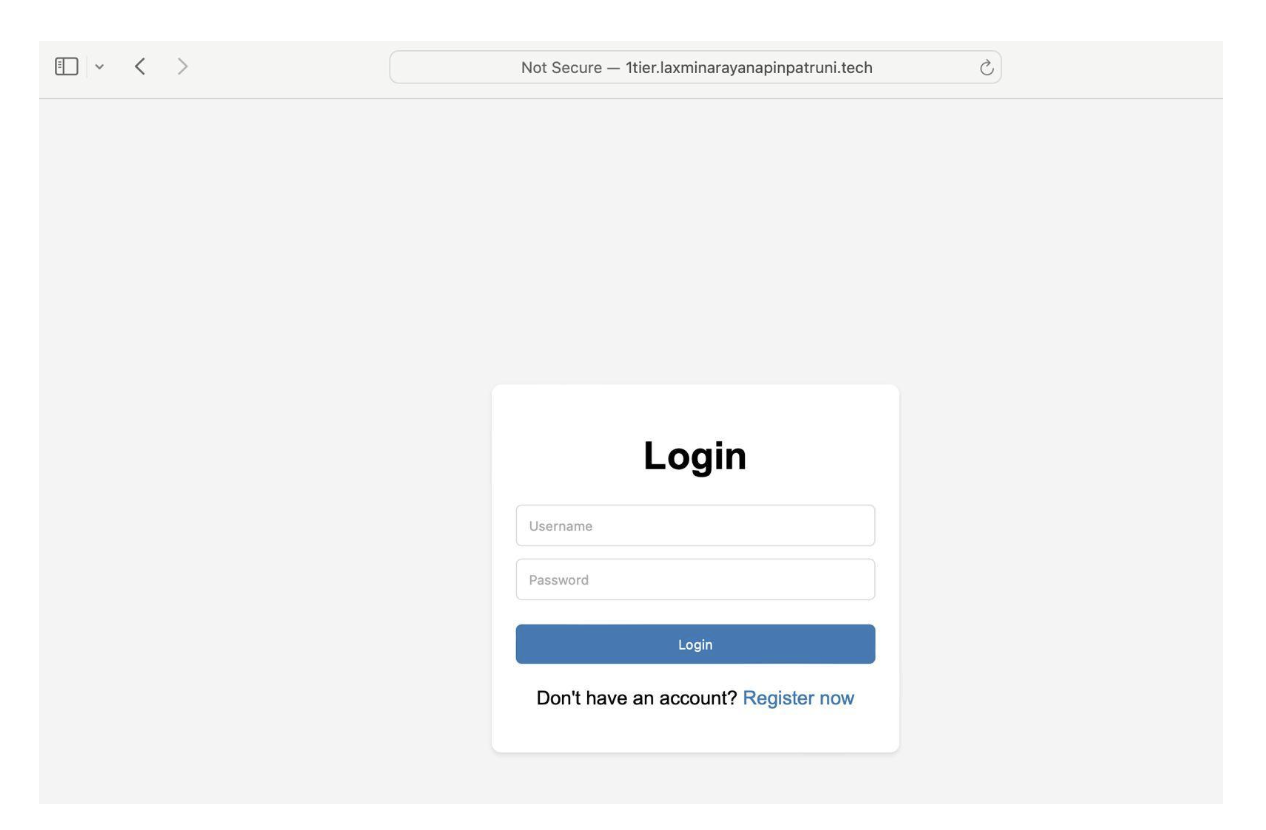 Not Secure — 1tier.laxminarayanapinpatruni.tech
Login
Username
Password
Login
Don't have an account? Register now